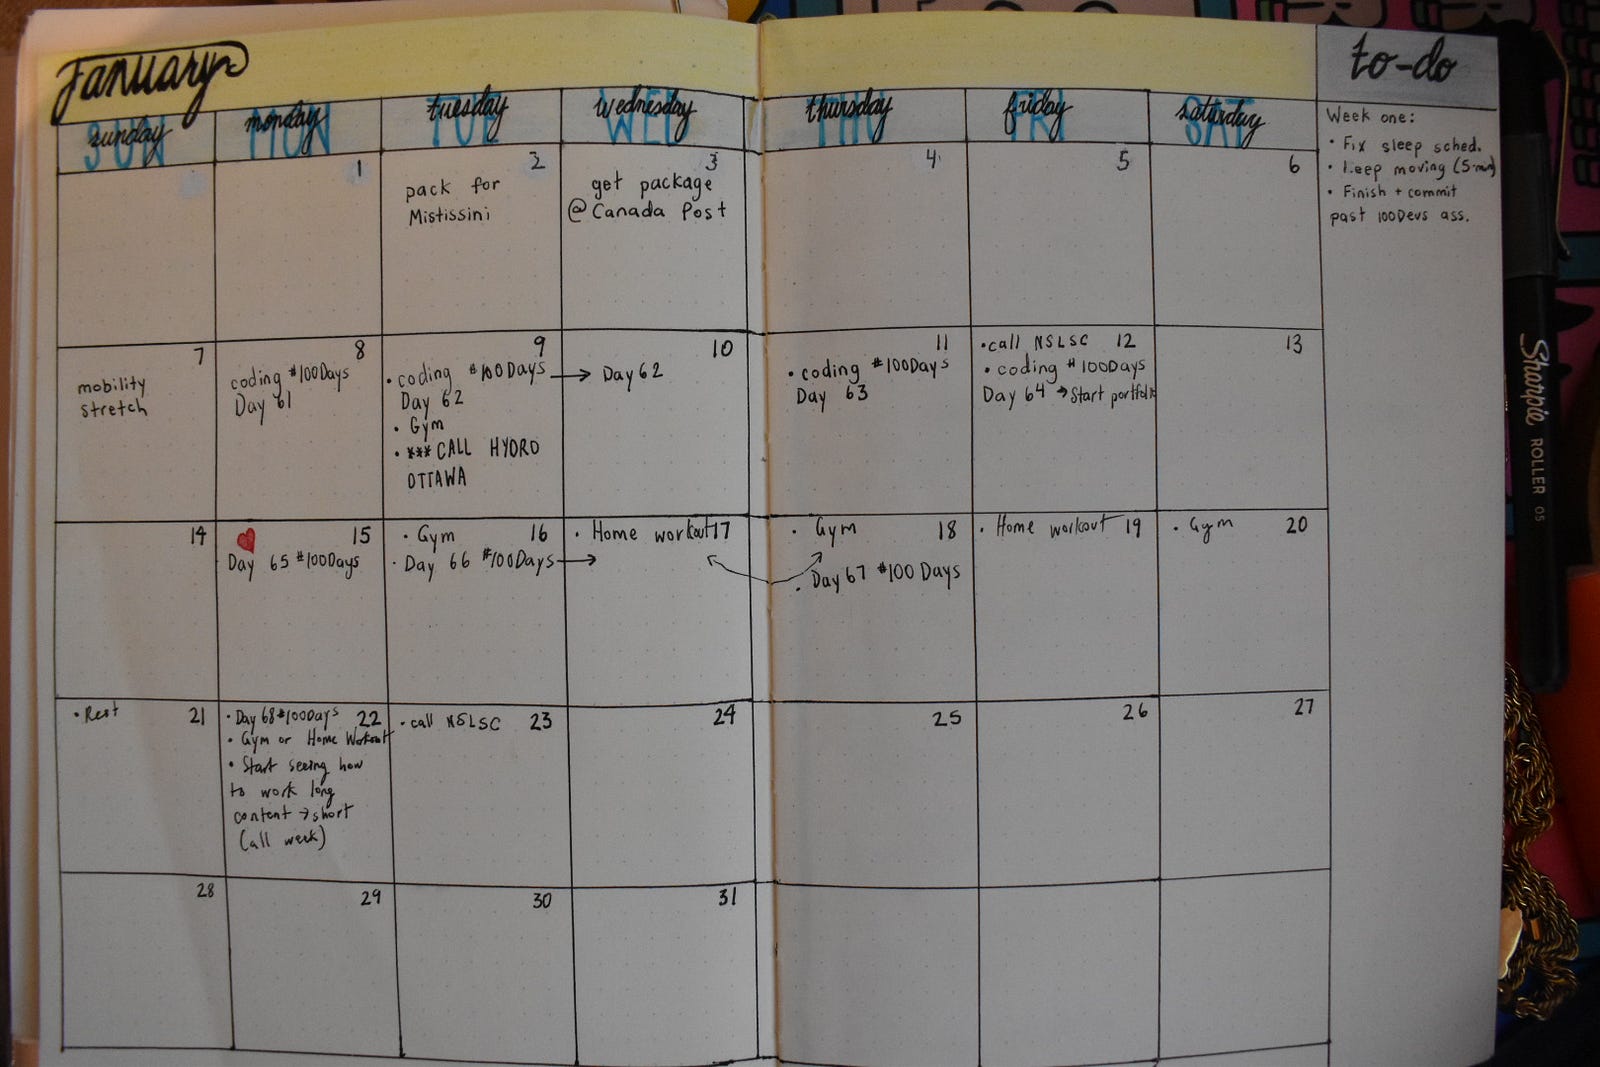 January
to-do
SUN
sunday
MON
monday
TUE
tuesday
WED
wednesday
THU
thursday
FRI
friday
SAT
saturday
Week one:
• Fix sleep sched.
• Keep moving (5-min)
• Finish + commit
past 100Devs ass.
1
2
pack for
Mistissini
3
get package
@ Canada Post
4
5
6
7
mobility
stretch
8
coding #100Days
Day 61
9
• coding #100Days →
Day 62
• Gym
• *** CALL HYDRO
OTTAWA
10
Day 62
11
• coding #100Days
Day 63
• call NSLSC 12
• coding #100Days
Day 64 → Start portfolio
13
14
15
Day 65 #100Days
• Gym 16
• Day 66 #100Days →
• Home workout 17
• Gym 18
• Day 67 #100 Days
• Home workout 19
• Gym 20
• Rest 21
• Day 68 #100Days 22
• Gym or Home Workout
• Start seeing how
to work long
content → short
(all week)
• call NSLSC 23
24
25
26
27
28
29
30
31
Sharpie ROLLER 05